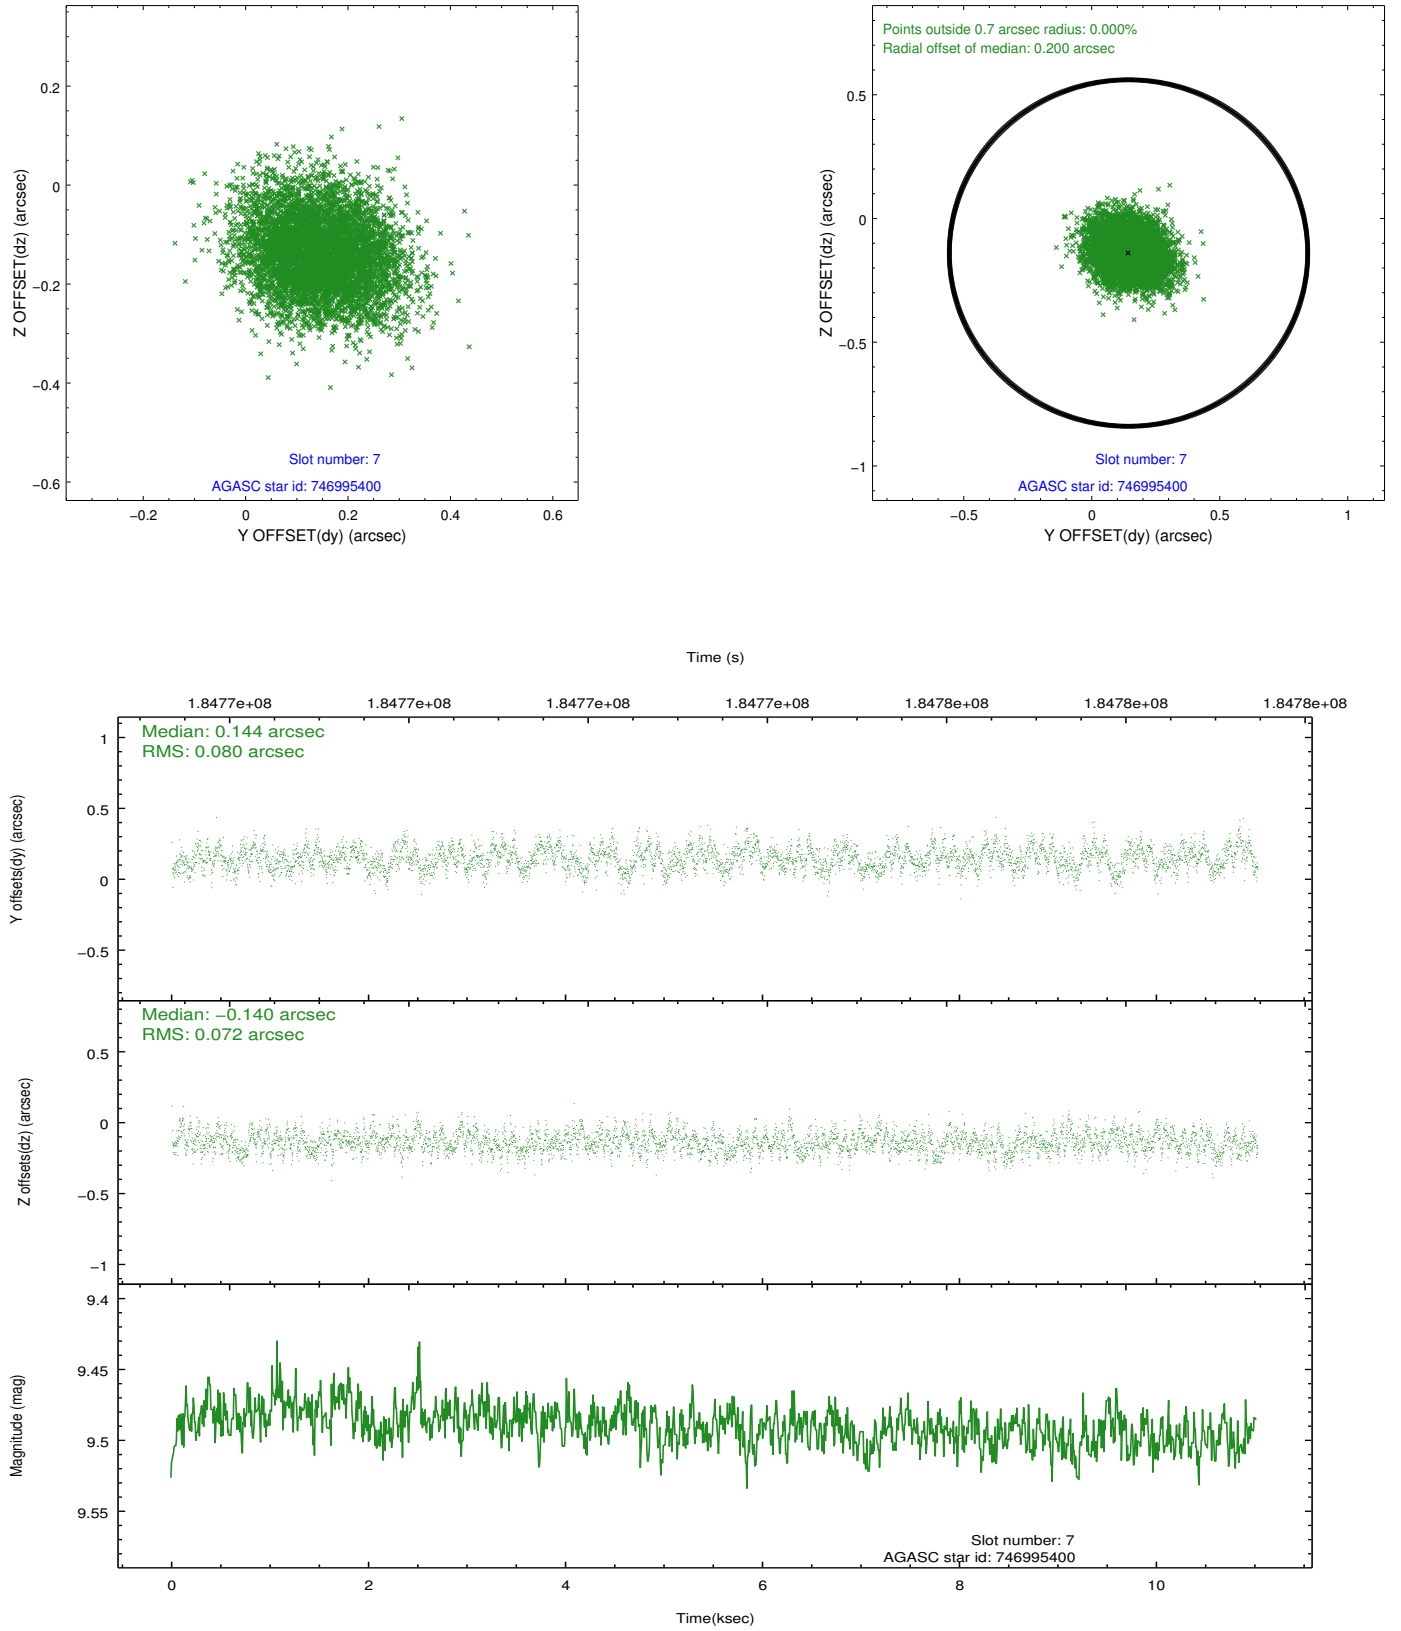 0.2
0
−0.2
−0.4
−0.6
Z OFFSET(dz) (arcsec)
Slot number: 7
AGASC star id: 746995400
−0.2 0 0.2 0.4 0.6
Y OFFSET(dy) (arcsec)
Points outside 0.7 arcsec radius: 0.000%
Radial offset of median: 0.200 arcsec
0.5
0
−0.5
−1
Z OFFSET(dz) (arcsec)
Slot number: 7
AGASC star id: 746995400
−0.5 0 0.5 1
Y OFFSET(dy) (arcsec)
Time (s)
1.8477e+08 1.8477e+08 1.8477e+08 1.8477e+08 1.8478e+08 1.8478e+08 1.8478e+08
Median: 0.144 arcsec
RMS: 0.080 arcsec
1
0.5
0
−0.5
Y offsets(dy) (arcsec)
Median: −0.140 arcsec
RMS: 0.072 arcsec
0.5
0
−0.5
−1
Z offsets(dz) (arcsec)
9.4
9.45
9.5
9.55
Magnitude (mag)
Slot number: 7
AGASC star id: 746995400
0 2 4 6 8 10
Time(ksec)